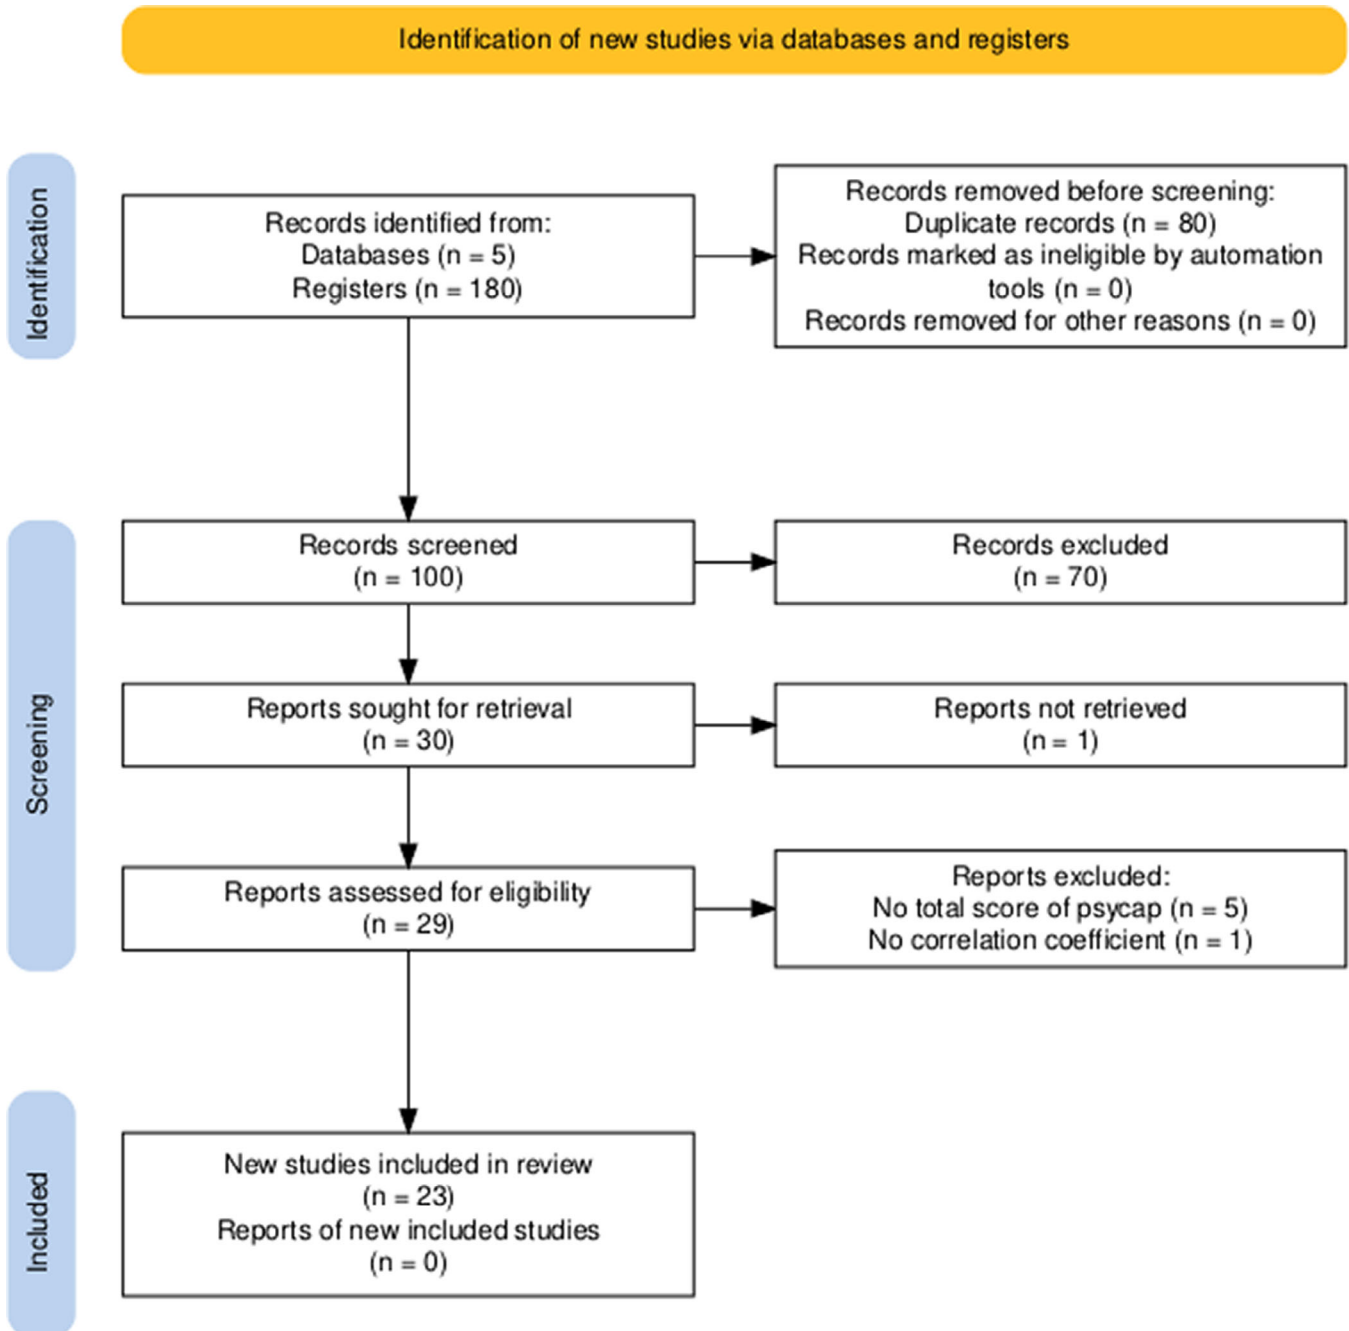 Identification of new studies via databases and registers
Identification
Records identified from:
Databases (n = 5)
Registers (n = 180)
Records removed before screening:
Duplicate records (n = 80)
Records marked as ineligible by automation
tools (n = 0)
Records removed for other reasons (n = 0)
Screening
Records screened
(n = 100)
Records excluded
(n = 70)
Reports sought for retrieval
(n = 30)
Reports not retrieved
(n = 1)
Reports assessed for eligibility
(n = 29)
Reports excluded:
No total score of psycap (n = 5)
No correlation coefficient (n = 1)
Included
New studies included in review
(n = 23)
Reports of new included studies
(n = 0)